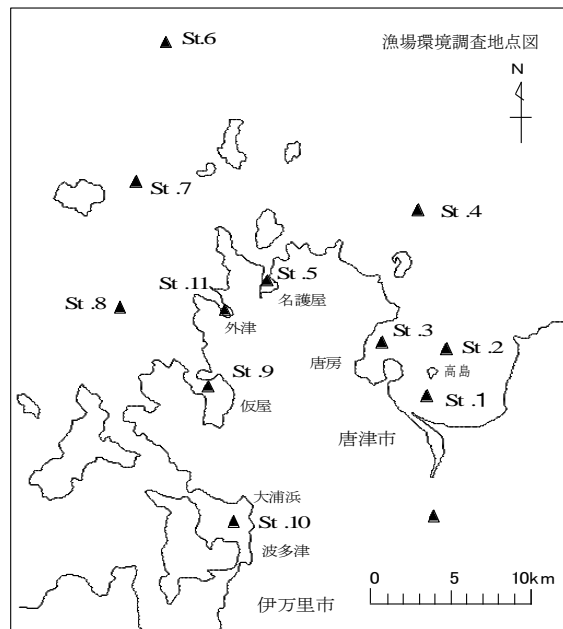 St.6
漁場環境調査地点図
N
St.7
St.4
St.5
名護屋
St.11
外津
St.8
St.3
St.2
唐房
高島
St.9
仮屋
St.1
唐津市
大浦浜
St.10
波多津
伊万里市
0 5 10km